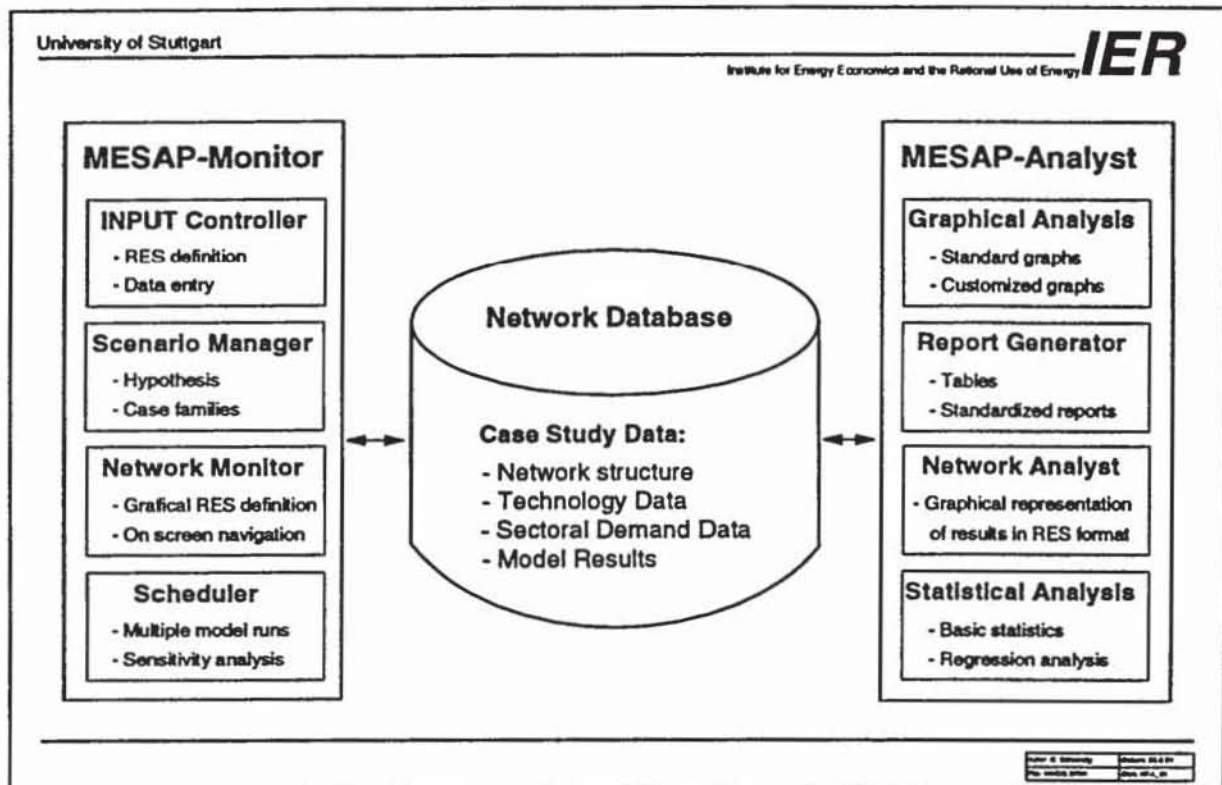 University of Stuttgart
IER
Institute for Energy Economics and the Rational Use of Energy
MESAP-Monitor
INPUT Controller
- RES definition
- Data entry
Scenario Manager
- Hypothesis
- Case families
Network Monitor
- Grafical RES definition
- On screen navigation
Scheduler
- Multiple model runs
- Sensitivity analysis
Network Database
Case Study Data:
- Network structure
- Technology Data
- Sectoral Demand Data
- Model Results
MESAP-Analyst
Graphical Analysis
- Standard graphs
- Customized graphs
Report Generator
- Tables
- Standardized reports
Network Analyst
- Graphical representation
of results in RES format
Statistical Analysis
- Basic statistics
- Regression analysis